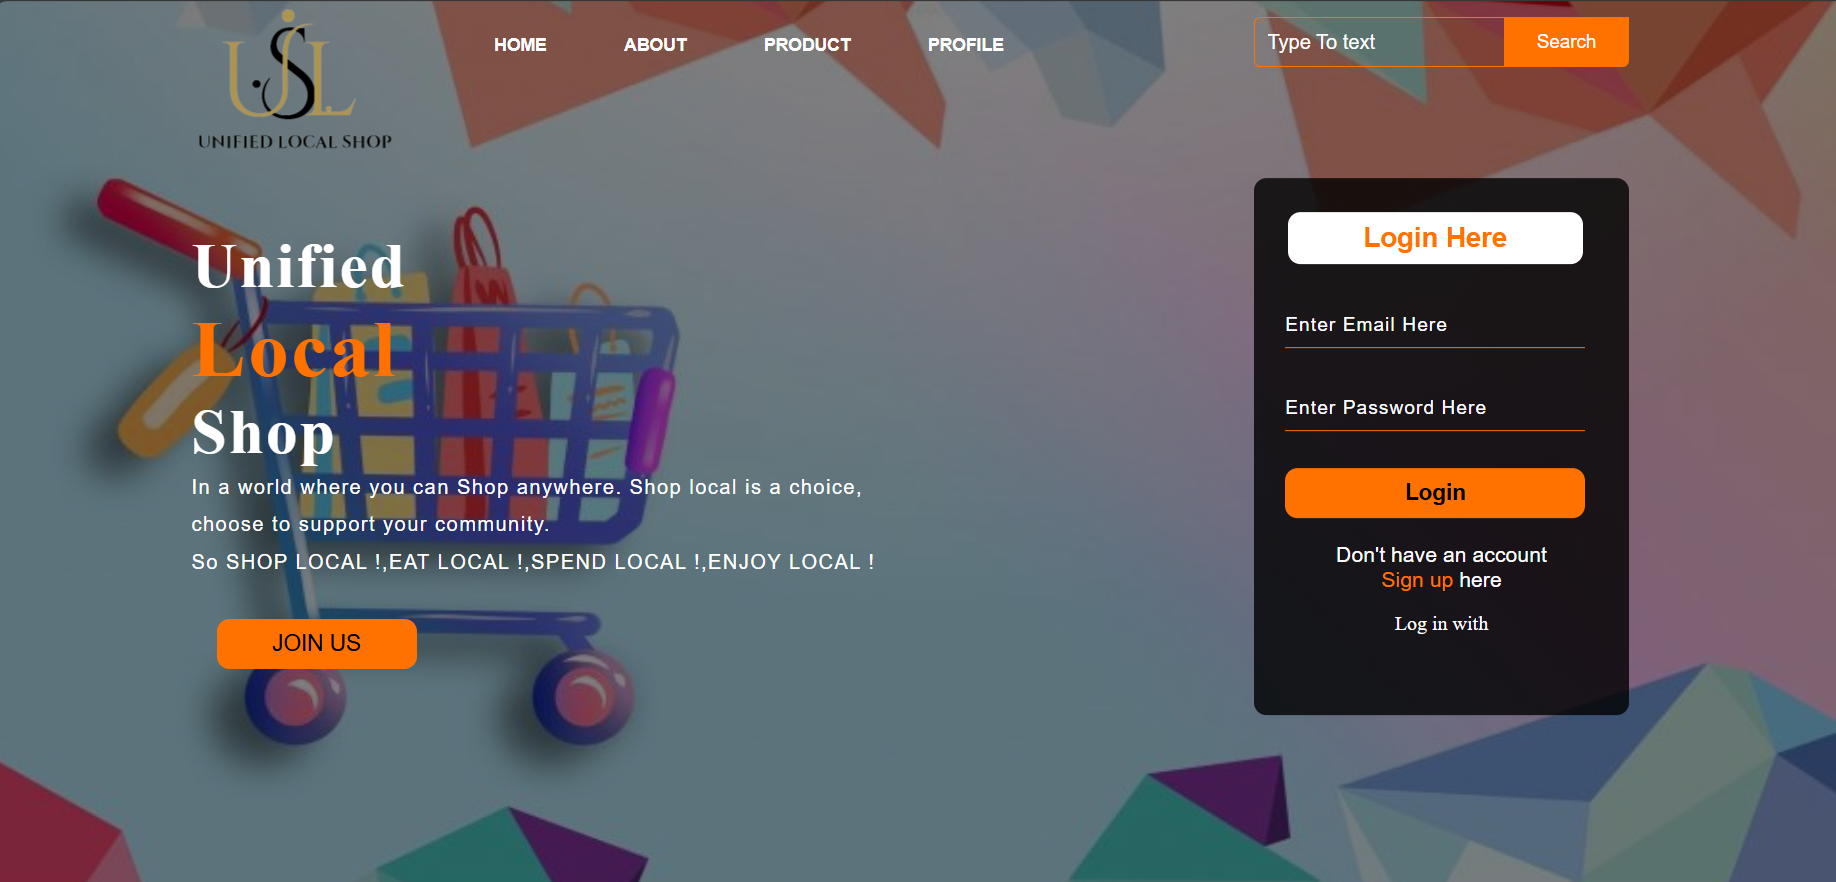 USL
UNIFIED LOCAL SHOP
HOME ABOUT PRODUCT PROFILE
Type To text Search
Unified
Local
Shop
In a world where you can Shop anywhere. Shop local is a choice,
choose to support your community.
So SHOP LOCAL !,EAT LOCAL !,SPEND LOCAL !,ENJOY LOCAL !
JOIN US
Login Here
Enter Email Here
Enter Password Here
Login
Don't have an account
Sign up here
Log in with